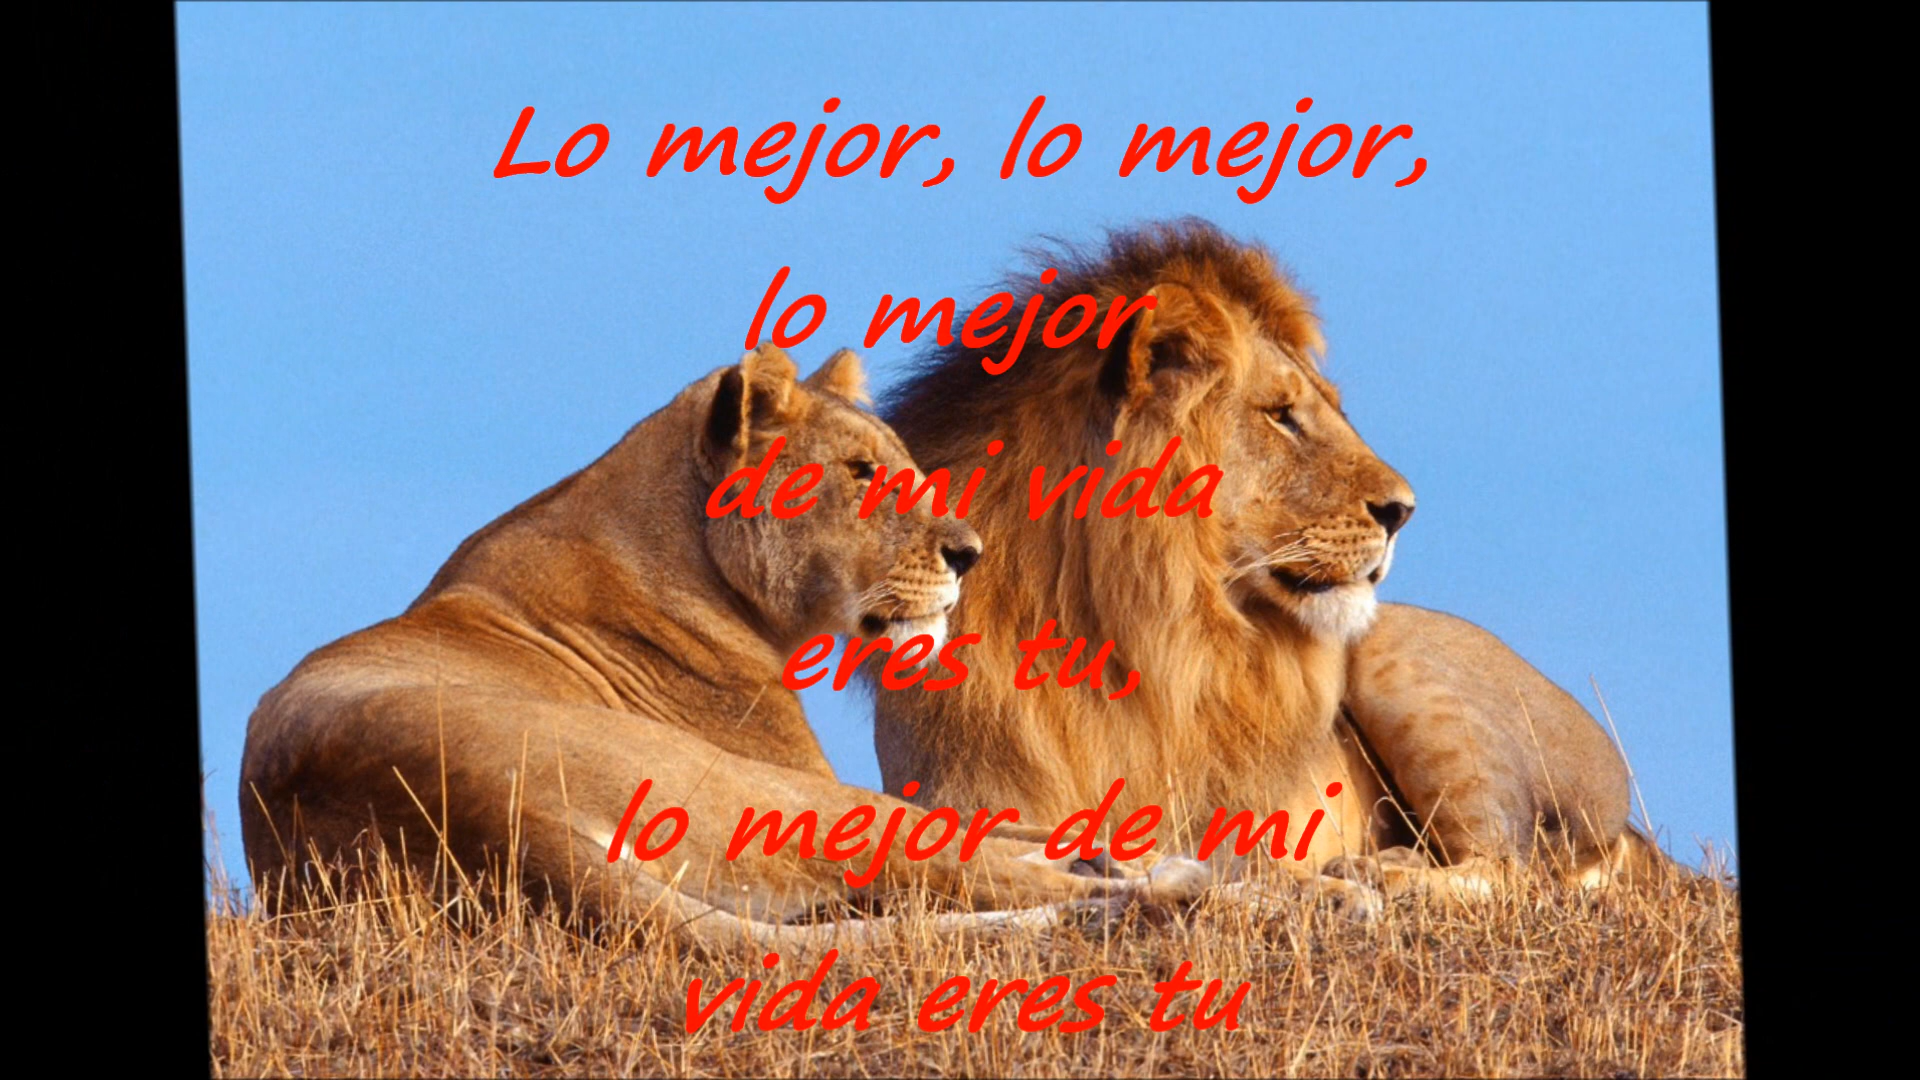 Lo mejor, lo mejor,
lo mejor
de mi vida
eres tu,
lo mejor de mi
vida eres tu